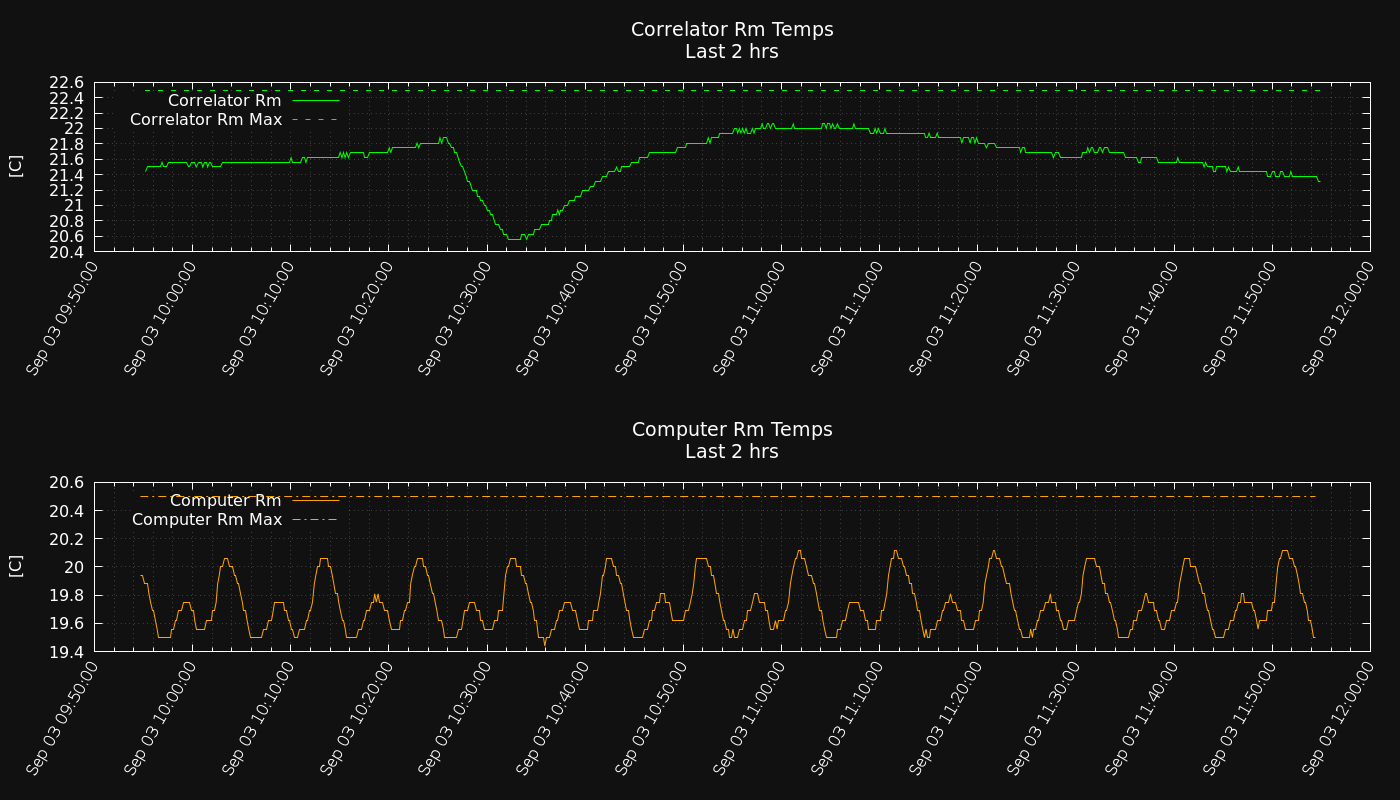 Correlator Rm Temps
Last 2 hrs
22.6
22.4
22.2
22
21.8
21.6
21.4
21.2
21
20.8
20.6
20.4
[C]
Correlator Rm
Correlator Rm Max
Sep 03 09:50:00
Sep 03 10:00:00
Sep 03 10:10:00
Sep 03 10:20:00
Sep 03 10:30:00
Sep 03 10:40:00
Sep 03 10:50:00
Sep 03 11:00:00
Sep 03 11:10:00
Sep 03 11:20:00
Sep 03 11:30:00
Sep 03 11:40:00
Sep 03 11:50:00
Sep 03 12:00:00
Computer Rm Temps
Last 2 hrs
20.6
20.4
20.2
20
19.8
19.6
19.4
[C]
Computer Rm
Computer Rm Max
Sep 03 09:50:00
Sep 03 10:00:00
Sep 03 10:10:00
Sep 03 10:20:00
Sep 03 10:30:00
Sep 03 10:40:00
Sep 03 10:50:00
Sep 03 11:00:00
Sep 03 11:10:00
Sep 03 11:20:00
Sep 03 11:30:00
Sep 03 11:40:00
Sep 03 11:50:00
Sep 03 12:00:00